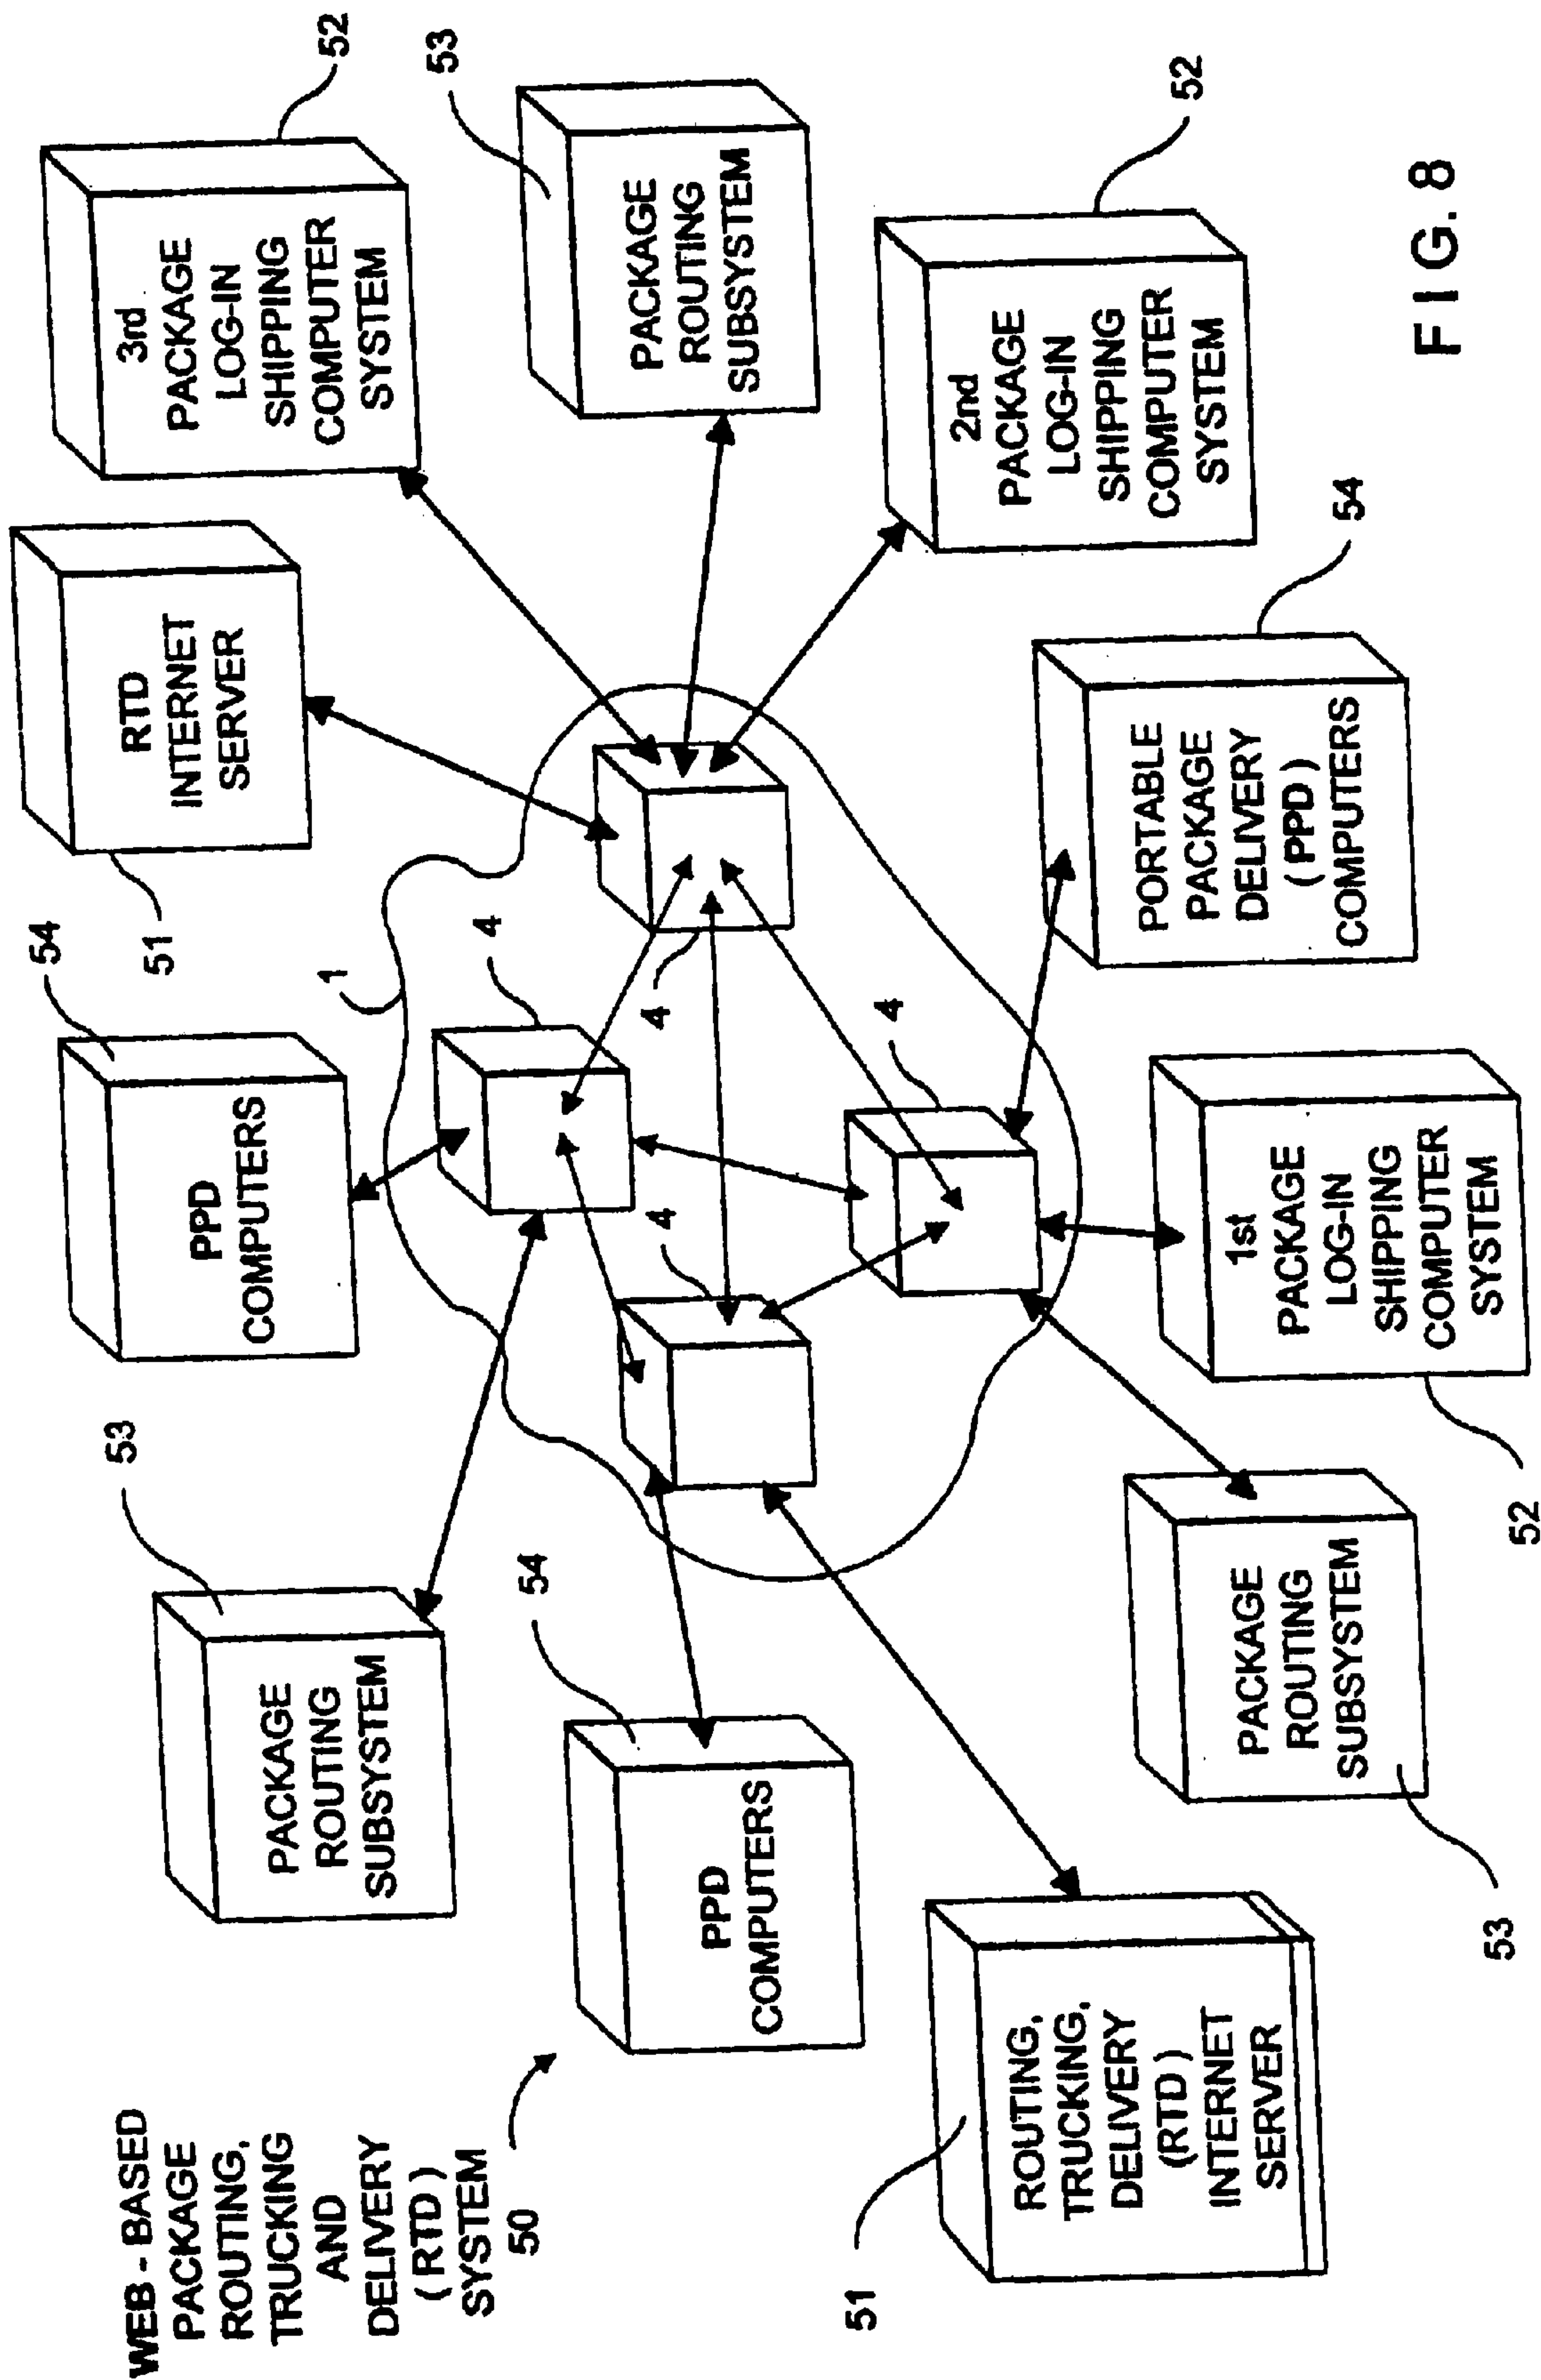 WEB - BASED
PACKAGE
ROUTING,
TRUCKING
AND
DELIVERY
( RTD )
SYSTEM
50
53
PACKAGE
ROUTING
SUBSYSTEM
54
PPD
COMPUTERS
51
RTD
INTERNET
SERVER
52
3rd
PACKAGE
LOG-IN
SHIPPING
COMPUTER
SYSTEM
53
PACKAGE
ROUTING
SUBSYSTEM
54
PPD
COMPUTERS
1
4
4
4
4
52
2nd
PACKAGE
LOG-IN
SHIPPING
COMPUTER
SYSTEM
51
ROUTING,
TRUCKING,
DELIVERY
(RTD)
INTERNET
SERVER
53
PACKAGE
ROUTING
SUBSYSTEM
52
1st
PACKAGE
LOG-IN
SHIPPING
COMPUTER
SYSTEM
54
PORTABLE
PACKAGE
DELIVERY
( PPD )
COMPUTERS
FIG. 8